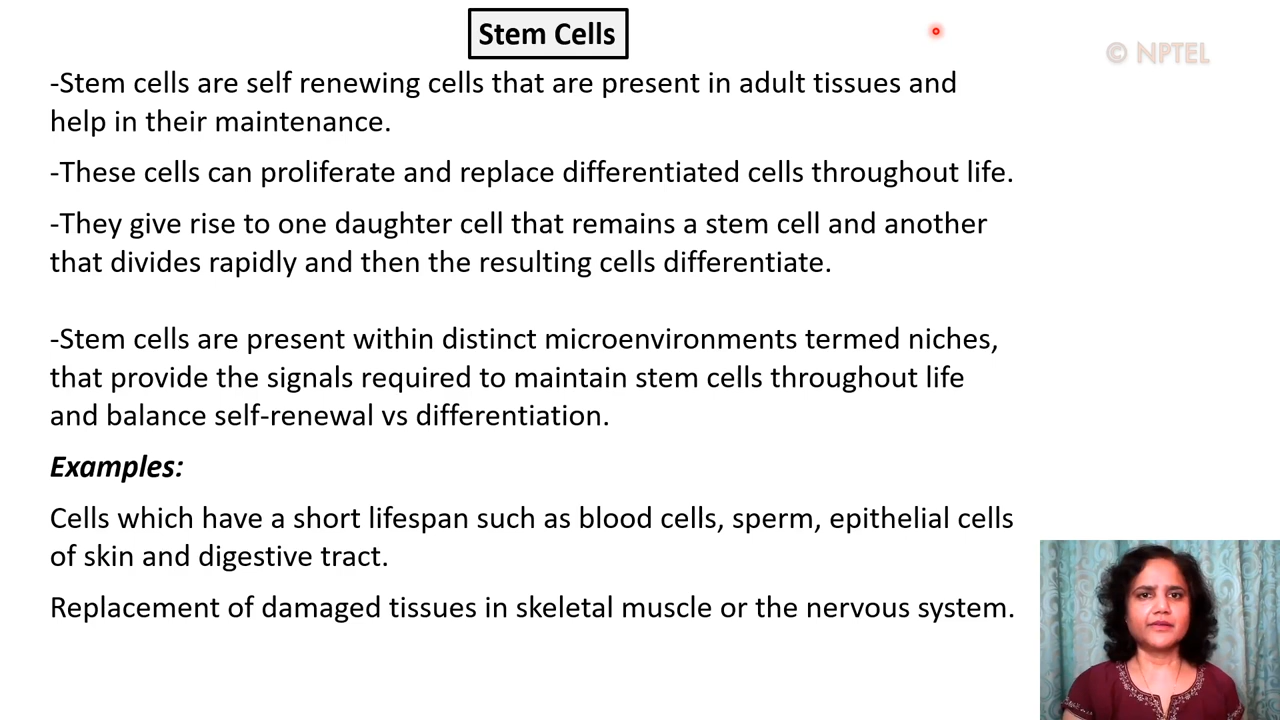 Stem Cells
© NPTEL
-Stem cells are self renewing cells that are present in adult tissues and
help in their maintenance.
-These cells can proliferate and replace differentiated cells throughout life.
-They give rise to one daughter cell that remains a stem cell and another
that divides rapidly and then the resulting cells differentiate.
-Stem cells are present within distinct microenvironments termed niches,
that provide the signals required to maintain stem cells throughout life
and balance self-renewal vs differentiation.
Examples:
Cells which have a short lifespan such as blood cells, sperm, epithelial cells
of skin and digestive tract.
Replacement of damaged tissues in skeletal muscle or the nervous system.